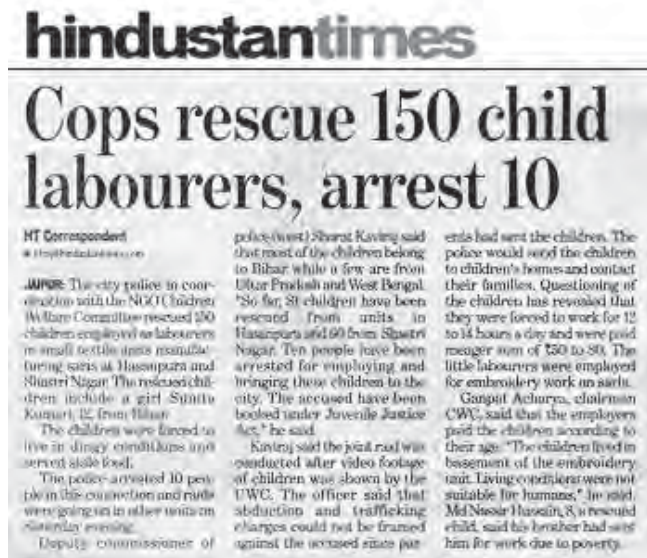 hindustantimes
Cops rescue 150 child
labourers, arrest 10
HT Correspondent
JAIPUR: The city police in coor-
dination with the NGO Children
Welfare Committee rescued 150
children employed as labourers
in small textile units manufac-
turing saris at Hassanpura and
Shastri Nagar. The rescued chil-
dren include a girl Sunita
Kumari, 12, from Bihar.
The children were forced to
live in dingy conditions and
served stale food.
The police arrested 10 peo-
ple in this connection and raids
were going on in other units on
Saturday evening.
Deputy commissioner of
police (west) Sharat Kaviraj said
that most of the children belong
to Bihar while a few are from
Uttar Pradesh and West Bengal.
"So far, 81 children have been
rescued from units in
Hasanpura and 60 from Shastri
Nagar. Ten people have been
arrested for employing and
bringing these children to the
city. The accused have been
booked under Juvenile Justice
Act," he said.
Kaviraj said the joint raid was
conducted after video footage
of children was shown by the
CWC. The officer said that
abduction and trafficking
charges could not be framed
against the accused since par-
ents had sent the children. The
police would send the children
to children's homes and contact
their families. Questioning of
the children has revealed that
they were forced to work for 12
to 14 hours a day and were paid
meager sum of ₹50 to 80. The
little labourers were employed
for embroidery work on saris.
Ganpat Acharya, chairman
CWC, said that the employers
paid the children according to
their age. "The children lived in
basement of the embroidery
unit. Living conditions were not
suitable for humans," he said.
Md Nassar Hussain, 8, a rescued
child, said his brother had sent
him for work due to poverty.